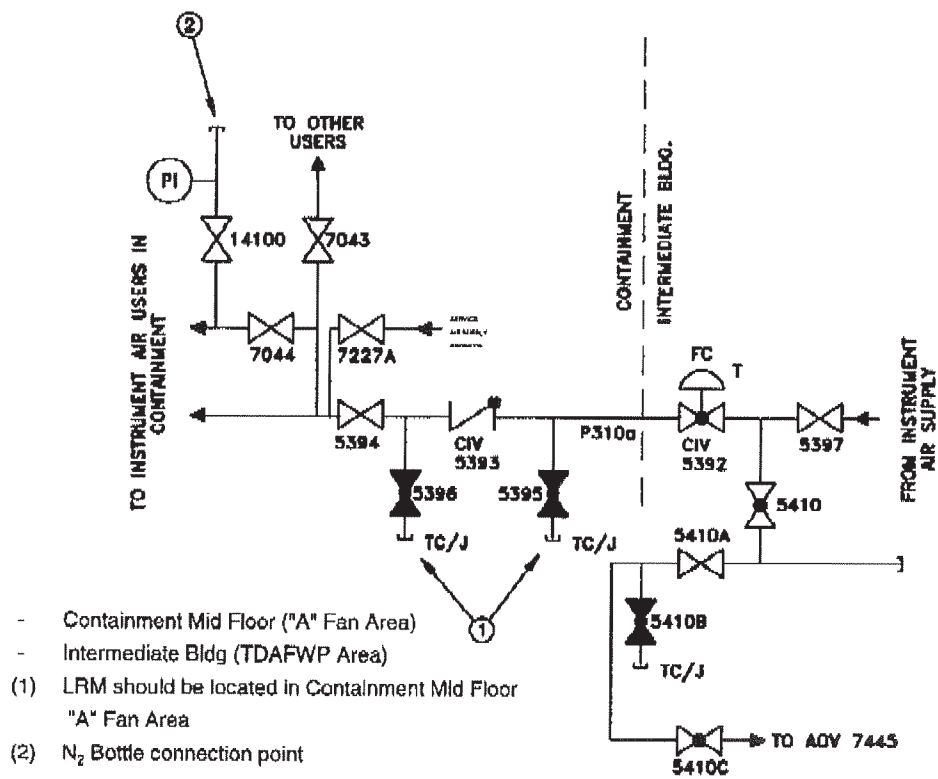 2
TO OTHER
USERS
PI
14100
7043
TO INSTRUMENT AIR USERS IN
CONTAINMENT
7044
7227A
CONTAINMENT
INTERMEDIATE BLDG.
FC
T
5394
CIV
5393
P310a
CIV
5392
5397
FROM INSTRUMENT
AIR SUPPLY
5396
5395
5410
TC/J
TC/J
5410A
1
5410B
TC/J
TO AOV 7445
5410C
- Containment Mid Floor ("A" Fan Area)
- Intermediate Bldg (TDAFWP Area)
(1) LRM should be located in Containment Mid Floor
"A" Fan Area
(2) N₂ Bottle connection point